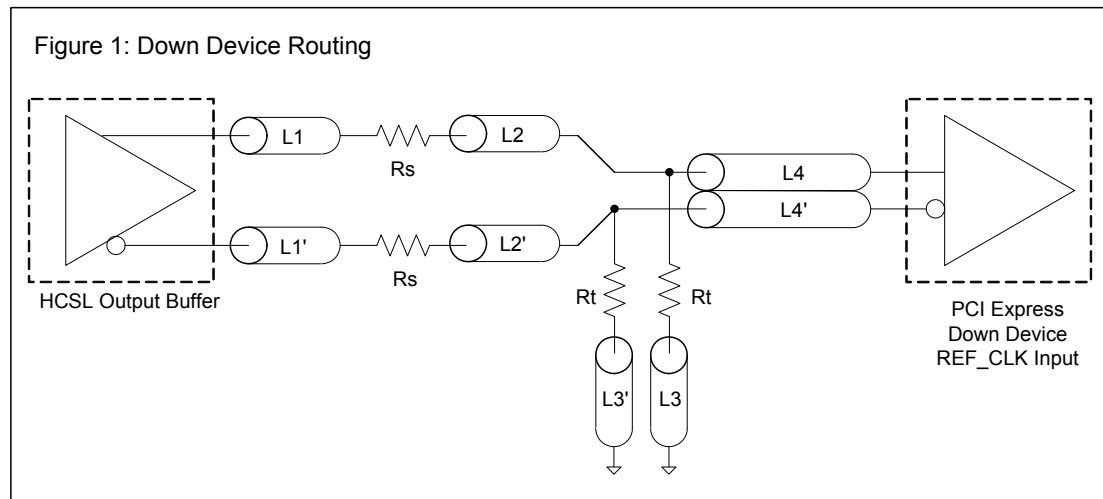 Figure 1: Down Device Routing
L1
Rs
L2
L4
L4'
L1'
Rs
L2'
HCSL Output Buffer
Rt
Rt
L3'
L3
PCI Express
Down Device
REF_CLK Input